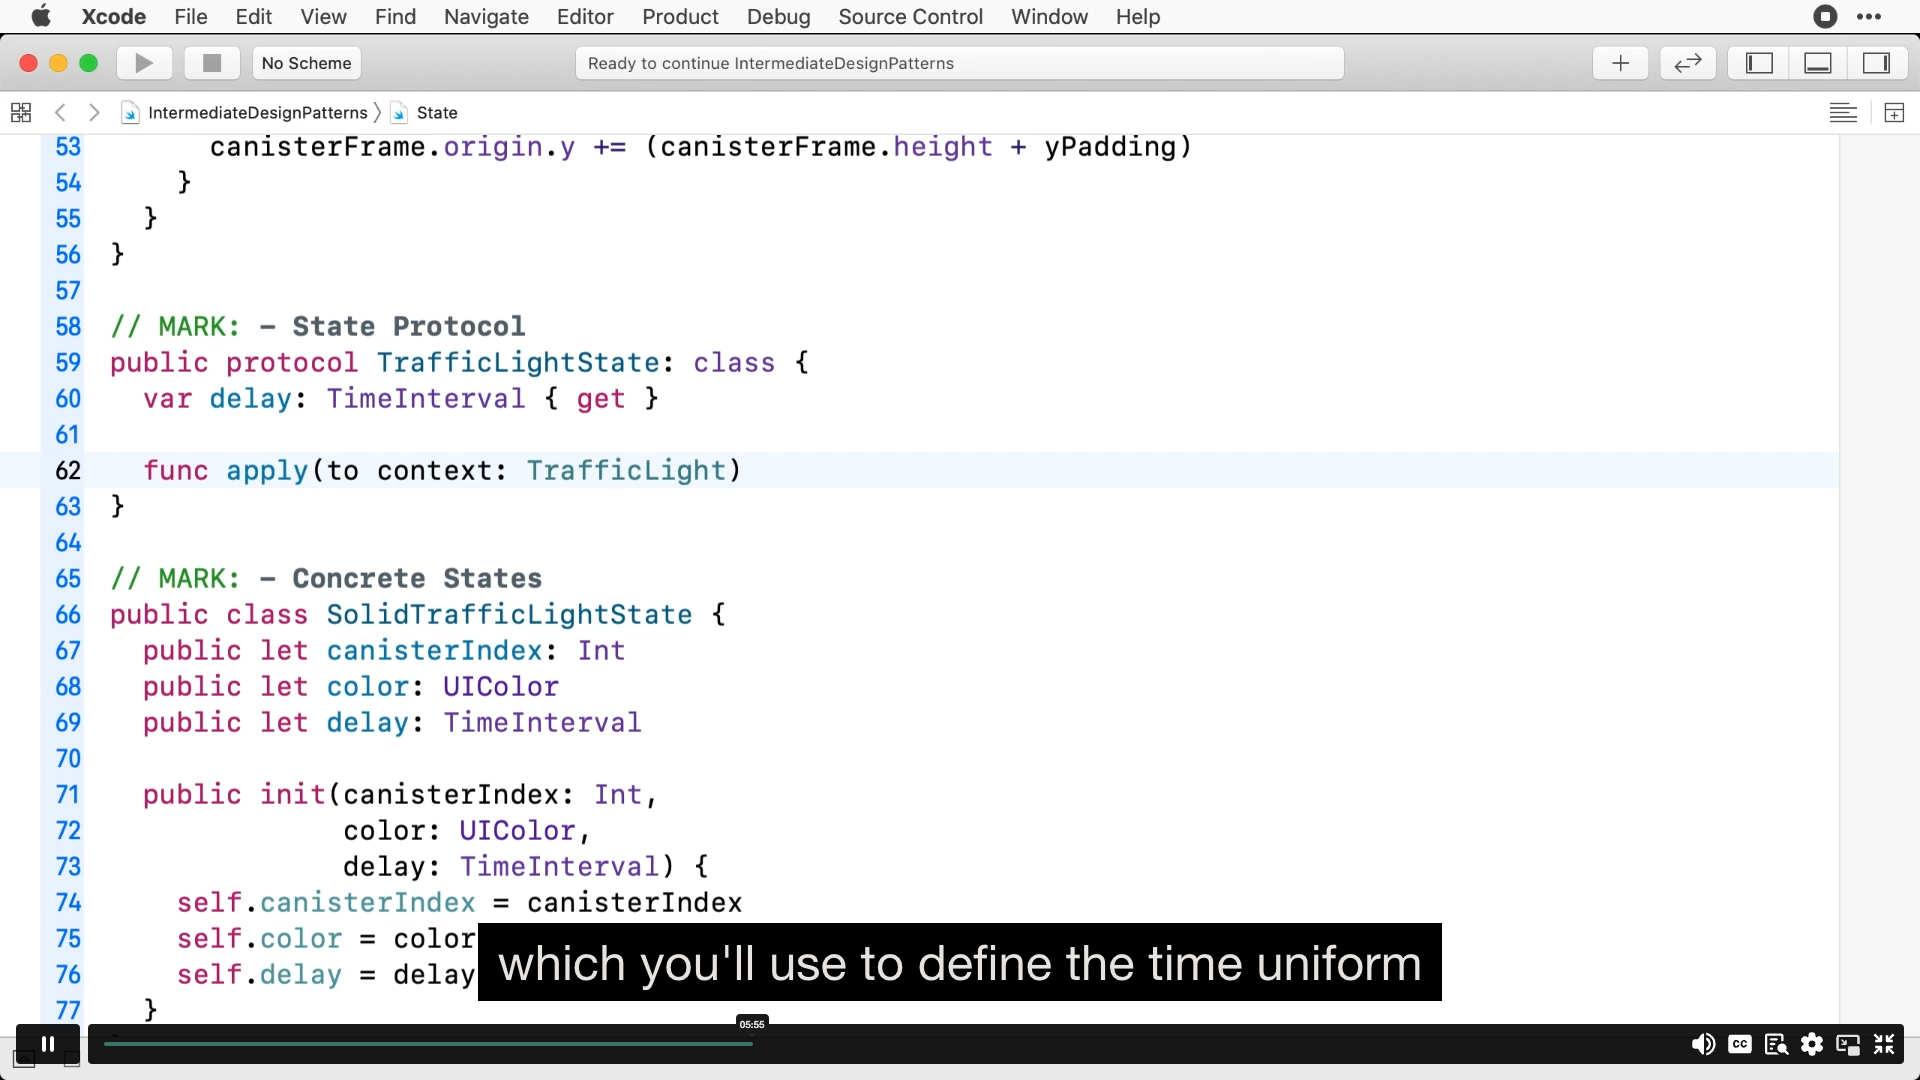 Xcode File Edit View Find Navigate Editor Product Debug Source Control Window Help
No Scheme
Ready to continue IntermediateDesignPatterns
IntermediateDesignPatterns
State
53 canisterFrame.origin.y += (canisterFrame.height + yPadding)
54 }
55 }
56 }
57
58 // MARK: - State Protocol
59 public protocol TrafficLightState: class {
60 var delay: TimeInterval { get }
61
62 func apply(to context: TrafficLight)
63 }
64
65 // MARK: - Concrete States
66 public class SolidTrafficLightState {
67 public let canisterIndex: Int
68 public let color: UIColor
69 public let delay: TimeInterval
70
71 public init(canisterIndex: Int,
72 color: UIColor,
73 delay: TimeInterval) {
74 self.canisterIndex = canisterIndex
75 self.color = color
76 self.delay = delay
77 }
which you'll use to define the time uniform
05:55
CC